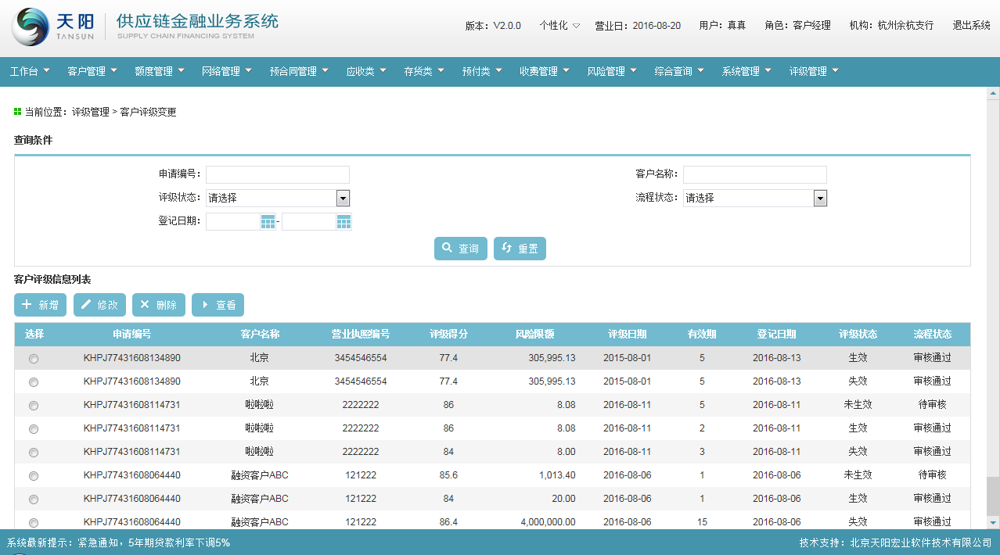 天阳 TANSUN 供应链金融业务系统 SUPPLY CHAIN FINANCING SYSTEM
版本：V2.0.0 个性化 营业日：2016-08-20 用户：真真 角色：客户经理 机构：杭州余杭支行 退出系统
工作台 客户管理 额度管理 网络管理 预合同管理 应收类 存货类 预付类 收费管理 风险管理 综合查询 系统管理 评级管理
当前位置：评级管理 > 客户评级变更
查询条件
申请编号： 客户名称：
评级状态：请选择 流程状态：请选择
登记日期： -
查询 重置
客户评级信息列表
新增 修改 删除 查看
选择 申请编号 客户名称 营业执照编号 评级得分 风险限额 评级日期 有效期 登记日期 评级状态 流程状态
KHPJ77431608134890 北京 3454546554 77.4 305,995.13 2015-08-01 5 2016-08-13 生效 审核通过
KHPJ77431608134890 北京 3454546554 77.4 305,995.13 2015-08-01 5 2016-08-13 失效 审核通过
KHPJ77431608114731 啦啦啦 2222222 86 8.08 2016-08-11 5 2016-08-11 未生效 待审核
KHPJ77431608114731 啦啦啦 2222222 86 8.08 2016-08-11 2 2016-08-11 生效 审核通过
KHPJ77431608114731 啦啦啦 2222222 84 8.00 2016-08-11 3 2016-08-11 失效 审核通过
KHPJ77431608064440 融资客户ABC 121222 85.6 1,013.40 2016-08-06 1 2016-08-06 未生效 待审核
KHPJ77431608064440 融资客户ABC 121222 84 20.00 2016-08-06 1 2016-08-06 生效 审核通过
KHPJ77431608064440 融资客户ABC 121222 86.4 4,000,000.00 2016-08-06 15 2016-08-06 失效 审核通过
系统最新提示：紧急通知，5年期贷款利率下调5% 技术支持：北京天阳宏业软件技术有限公司